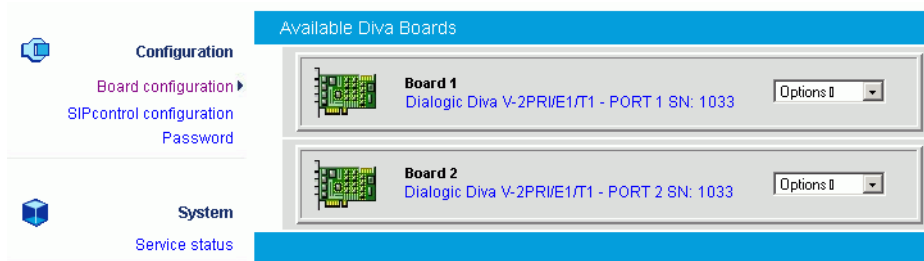 Available Diva Boards
Configuration
Board configuration
SIPcontrol configuration
Password
System
Service status
Board 1
Dialogic Diva V-2PRI/E1/T1 - PORT 1 SN: 1033
Options
Board 2
Dialogic Diva V-2PRI/E1/T1 - PORT 2 SN: 1033
Options